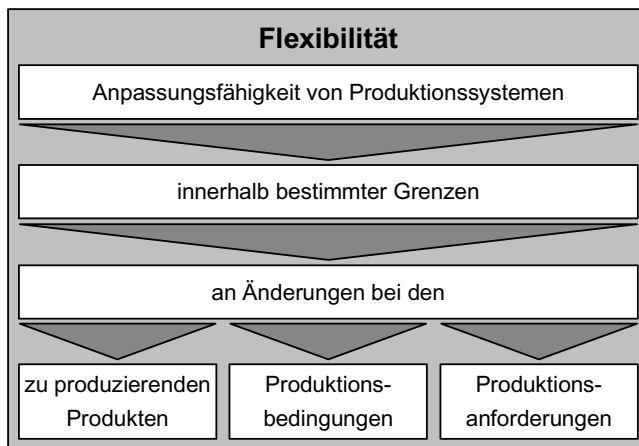 Flexibilität
Anpassungsfähigkeit von Produktionssystemen
innerhalb bestimmter Grenzen
an Änderungen bei den
zu produzierenden
Produkten
Produktions-
bedingungen
Produktions-
anforderungen